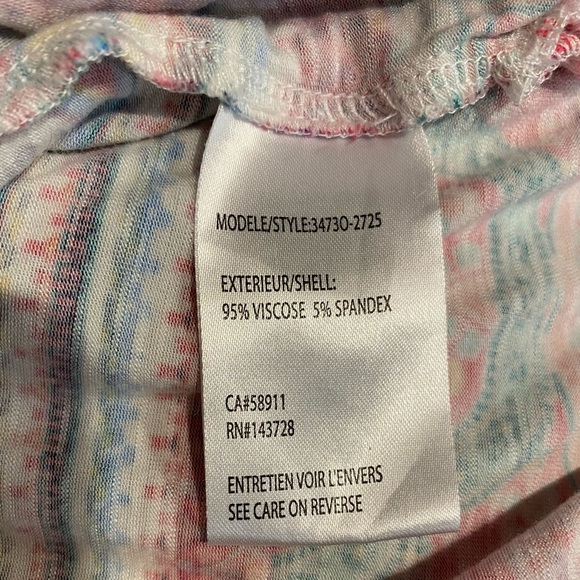 MODELE/STYLE:3473O-2725
EXTERIEUR/SHELL:
95% VISCOSE 5% SPANDEX
CA#58911
RN#143728
ENTRETIEN VOIR L'ENVERS
SEE CARE ON REVERSE